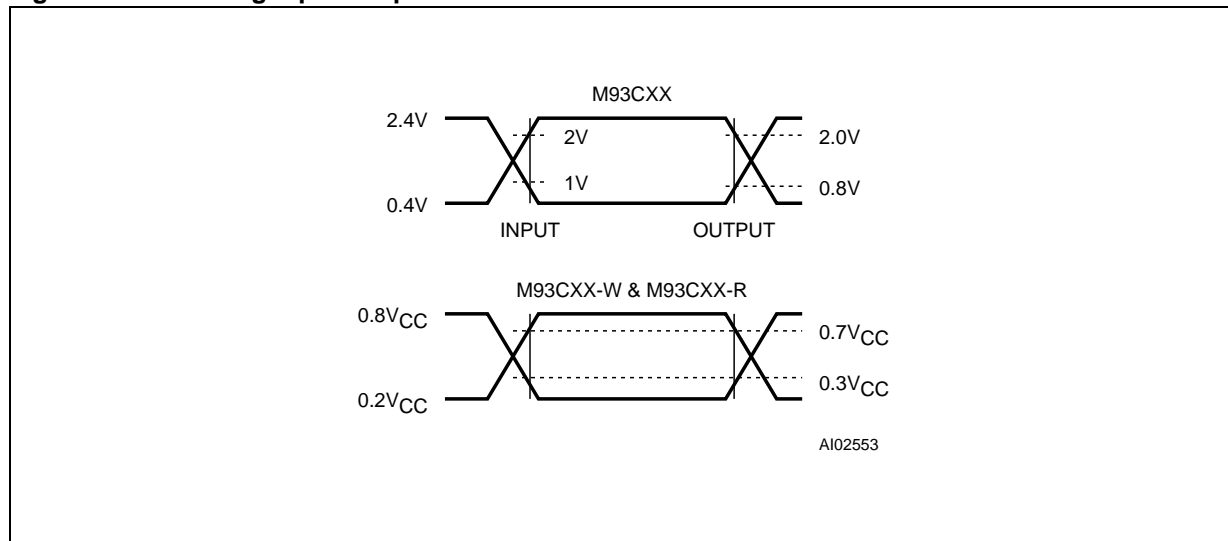 M93CXX
2.4V
2V
2.0V
1V
0.8V
0.4V
INPUT OUTPUT
M93CXX-W & M93CXX-R
0.8VCC
0.7VCC
0.3VCC
0.2VCC
AI02553